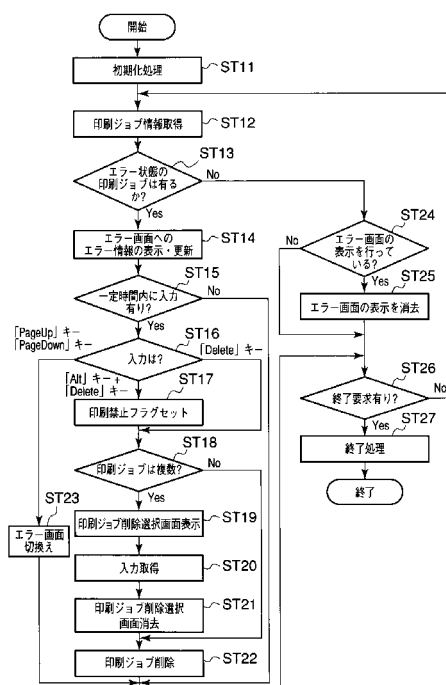 開始
初期化処理
ST11
印刷ジョブ情報取得
ST12
エラー状態の
印刷ジョブは有る
か?
ST13
No
Yes
エラー画面への
エラー情報の表示・更新
ST14
一定時間内に入力
有り?
ST15
No
Yes
「PageUp」キー
「PageDown」キー
入力は?
ST16
「Delete」キー
「Alt」キー+
「Delete」キー
ST17
印刷禁止フラグセット
印刷ジョブは複数?
ST18
No
Yes
印刷ジョブ削除選択画面表示
ST19
入力取得
ST20
印刷ジョブ削除選択
画面消去
ST21
印刷ジョブ削除
ST22
ST23
エラー画面
切換え
ST24
エラー画面の
表示を行って
いる?
No
Yes
ST25
エラー画面の表示を消去
ST26
終了要求有り?
No
Yes
ST27
終了処理
終了